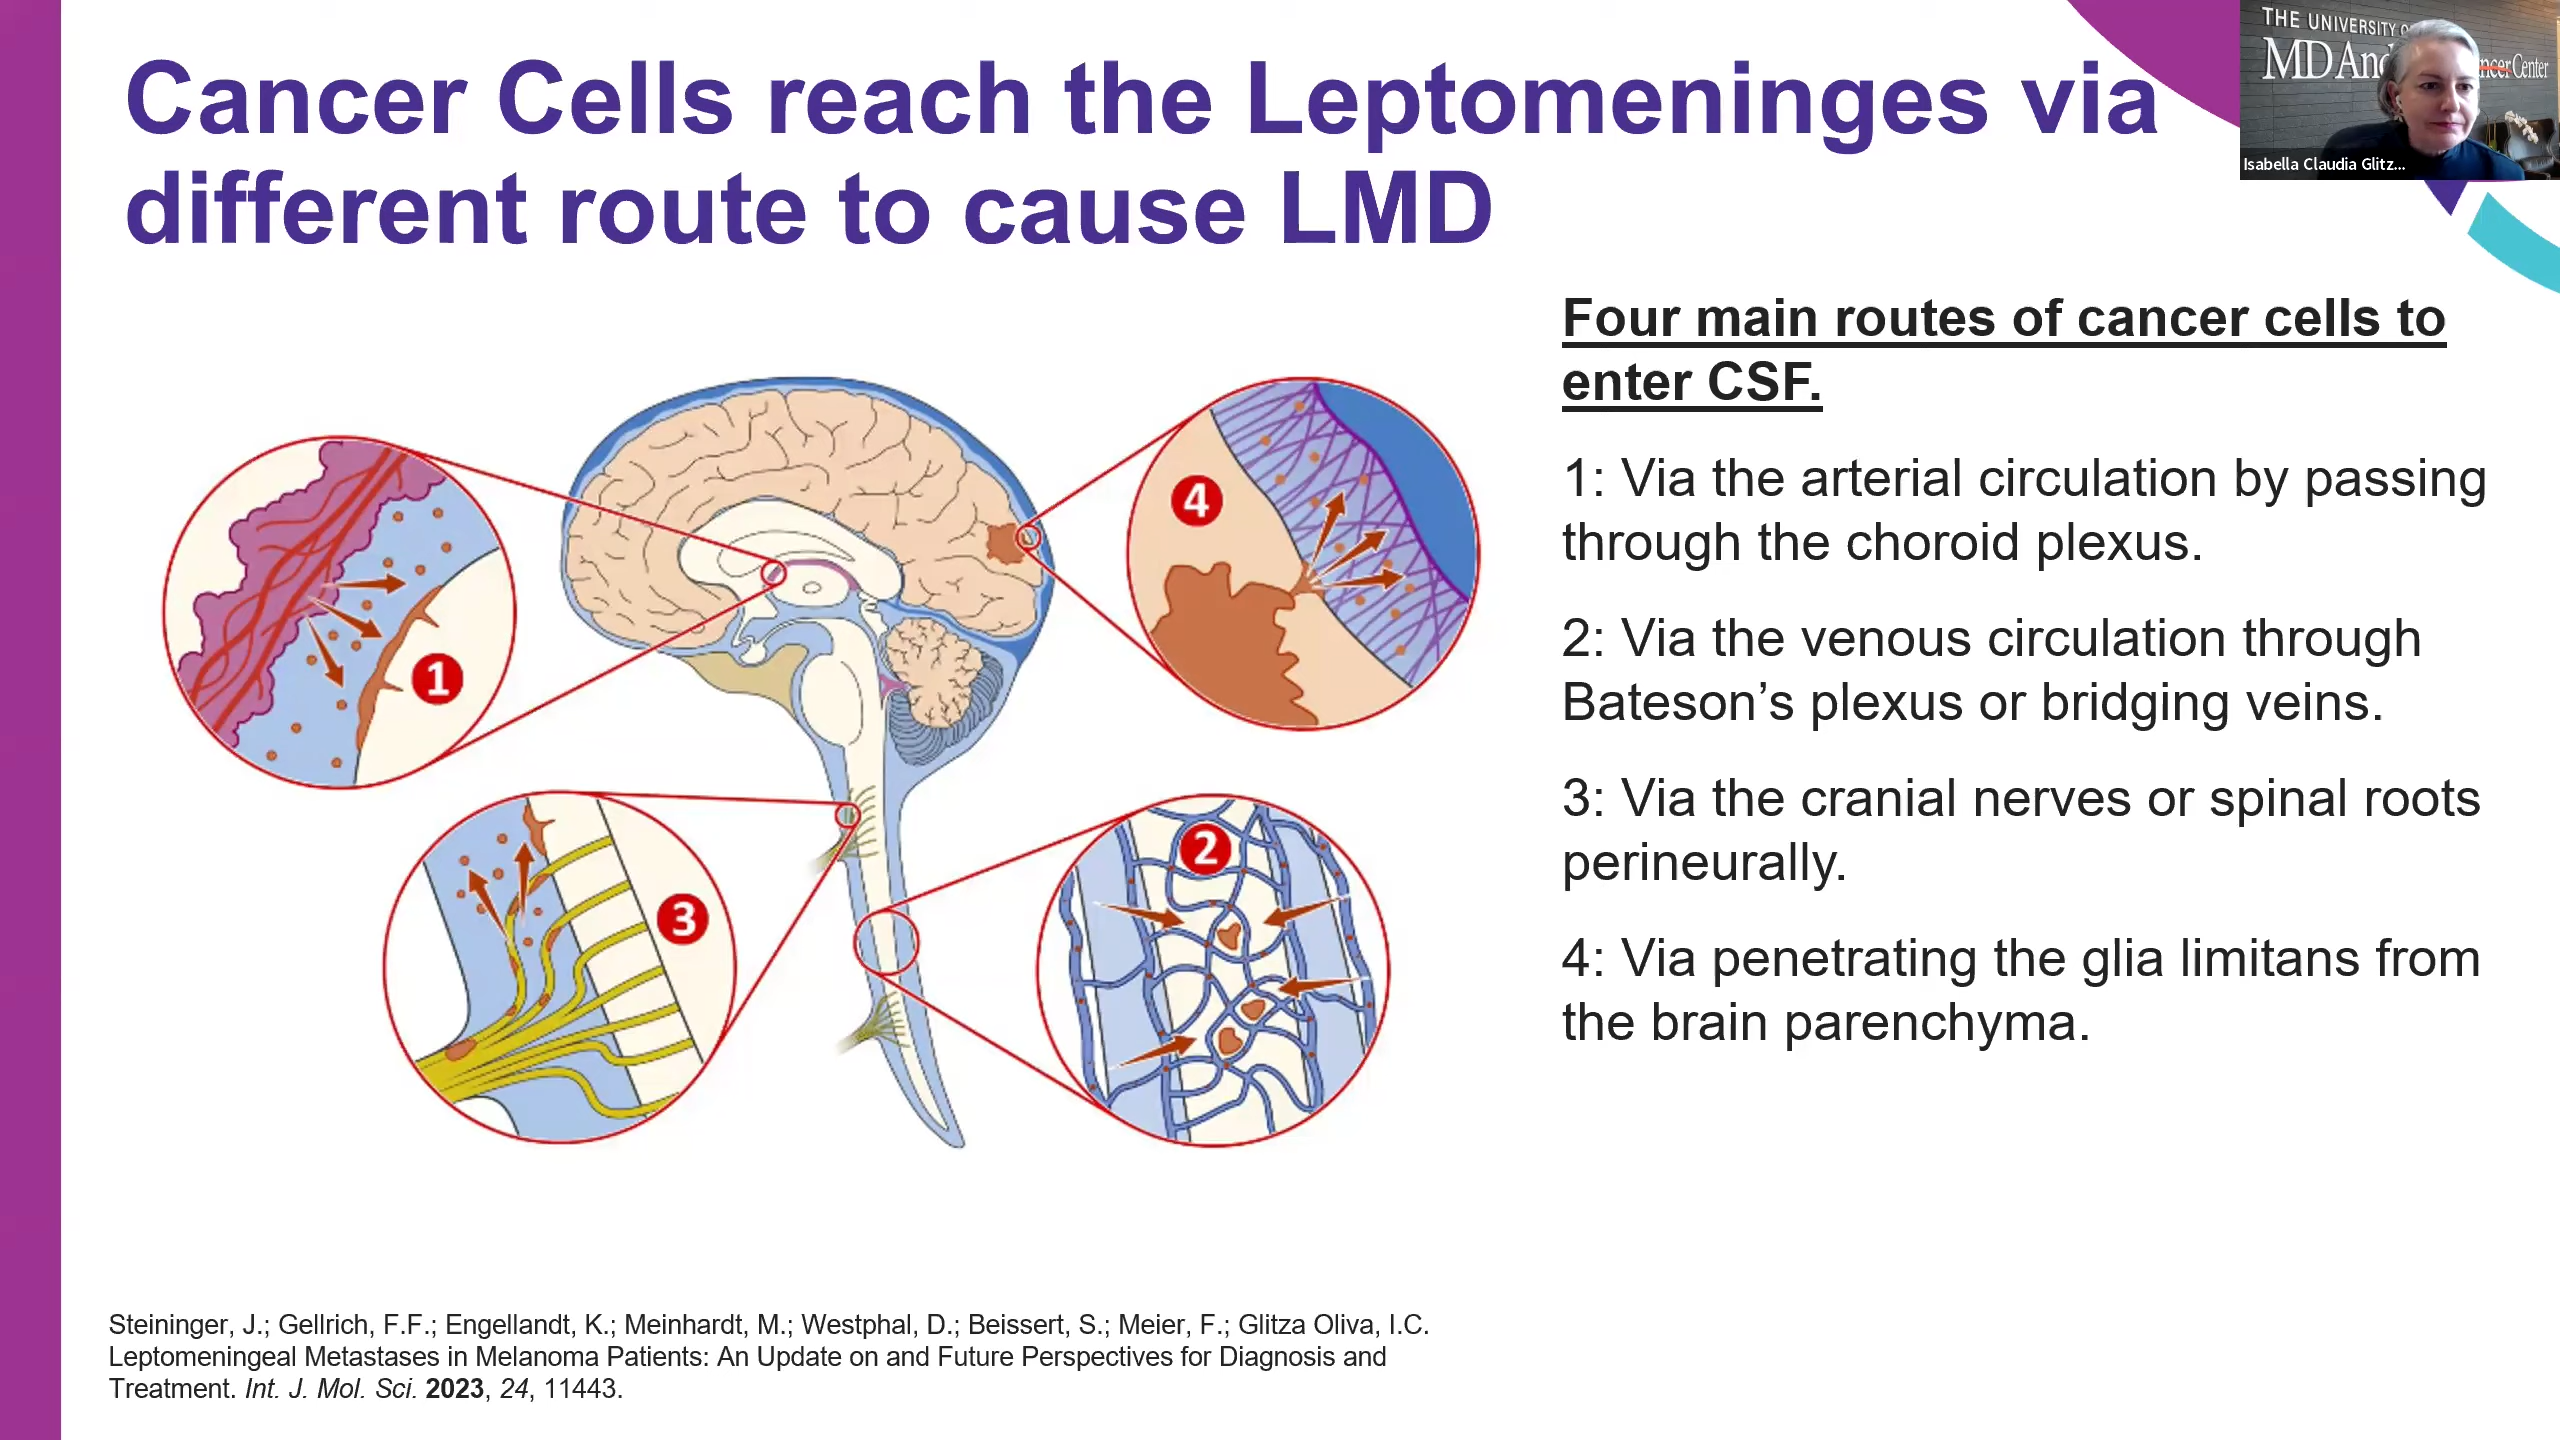 Cancer Cells reach the Leptomeninges via
different route to cause LMD
THE UNIVERSITY
MD And
ncer Center
Isabella Claudia Glitz...
Four main routes of cancer cells to
enter CSF.
1: Via the arterial circulation by passing
through the choroid plexus.
2: Via the venous circulation through
Bateson’s plexus or bridging veins.
3: Via the cranial nerves or spinal roots
perineurally.
4: Via penetrating the glia limitans from
the brain parenchyma.
1
4
3
2
Steininger, J.; Gellrich, F.F.; Engellandt, K.; Meinhardt, M.; Westphal, D.; Beissert, S.; Meier, F.; Glitza Oliva, I.C.
Leptomeningeal Metastases in Melanoma Patients: An Update on and Future Perspectives for Diagnosis and
Treatment. Int. J. Mol. Sci. 2023, 24, 11443.